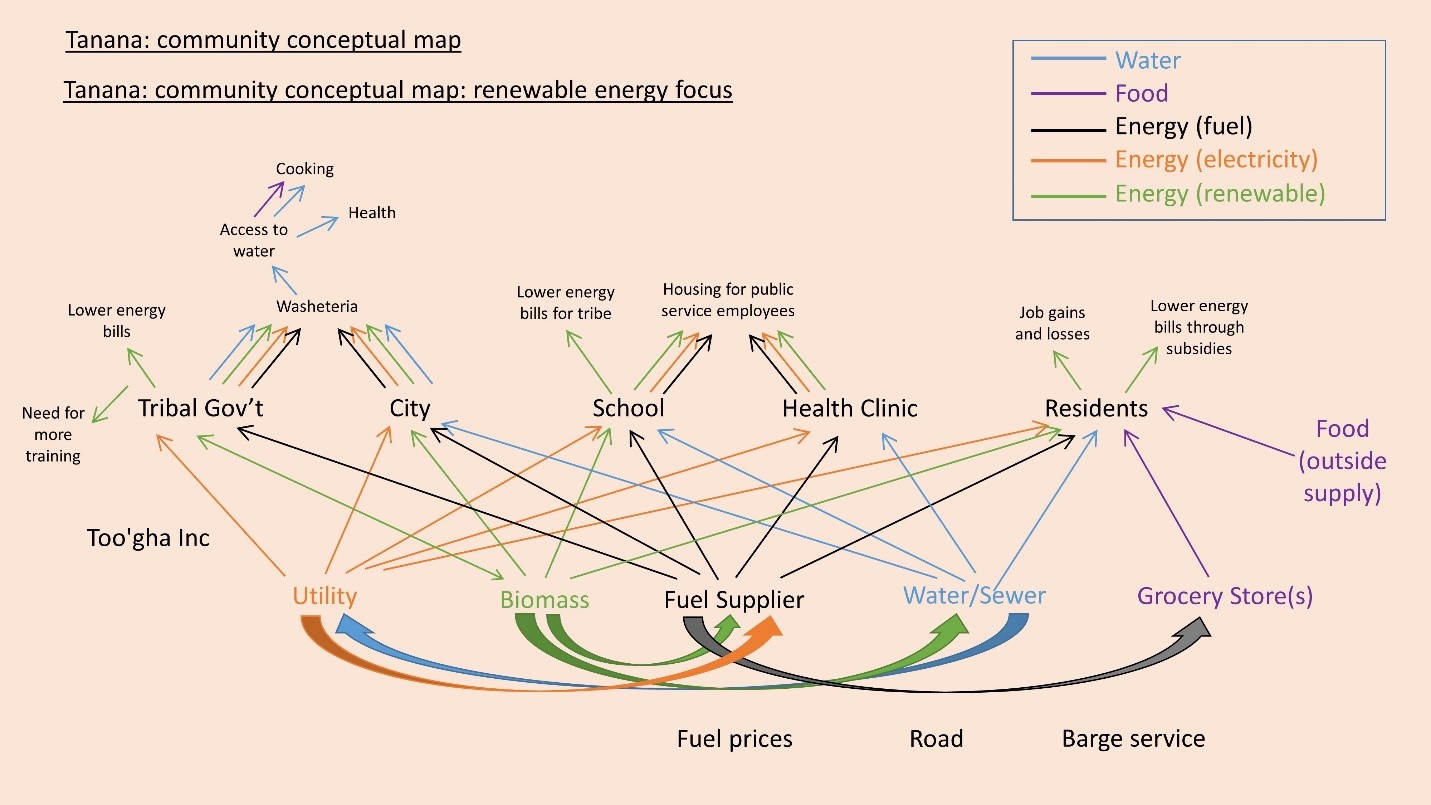 Tanana: community conceptual map
Tanana: community conceptual map: renewable energy focus
Water
Food
Energy (fuel)
Energy (electricity)
Energy (renewable)
Cooking
Health
Access to
water
Washeteria
Lower energy
bills
Need for
more
training
Lower energy
bills for tribe
Housing for public
service employees
Job gains
and losses
Lower energy
bills through
subsidies
Tribal Gov't
City
School
Health Clinic
Residents
Food
(outside
supply)
Too'gha Inc
Utility
Biomass
Fuel Supplier
Water/Sewer
Grocery Store(s)
Fuel prices
Road
Barge service